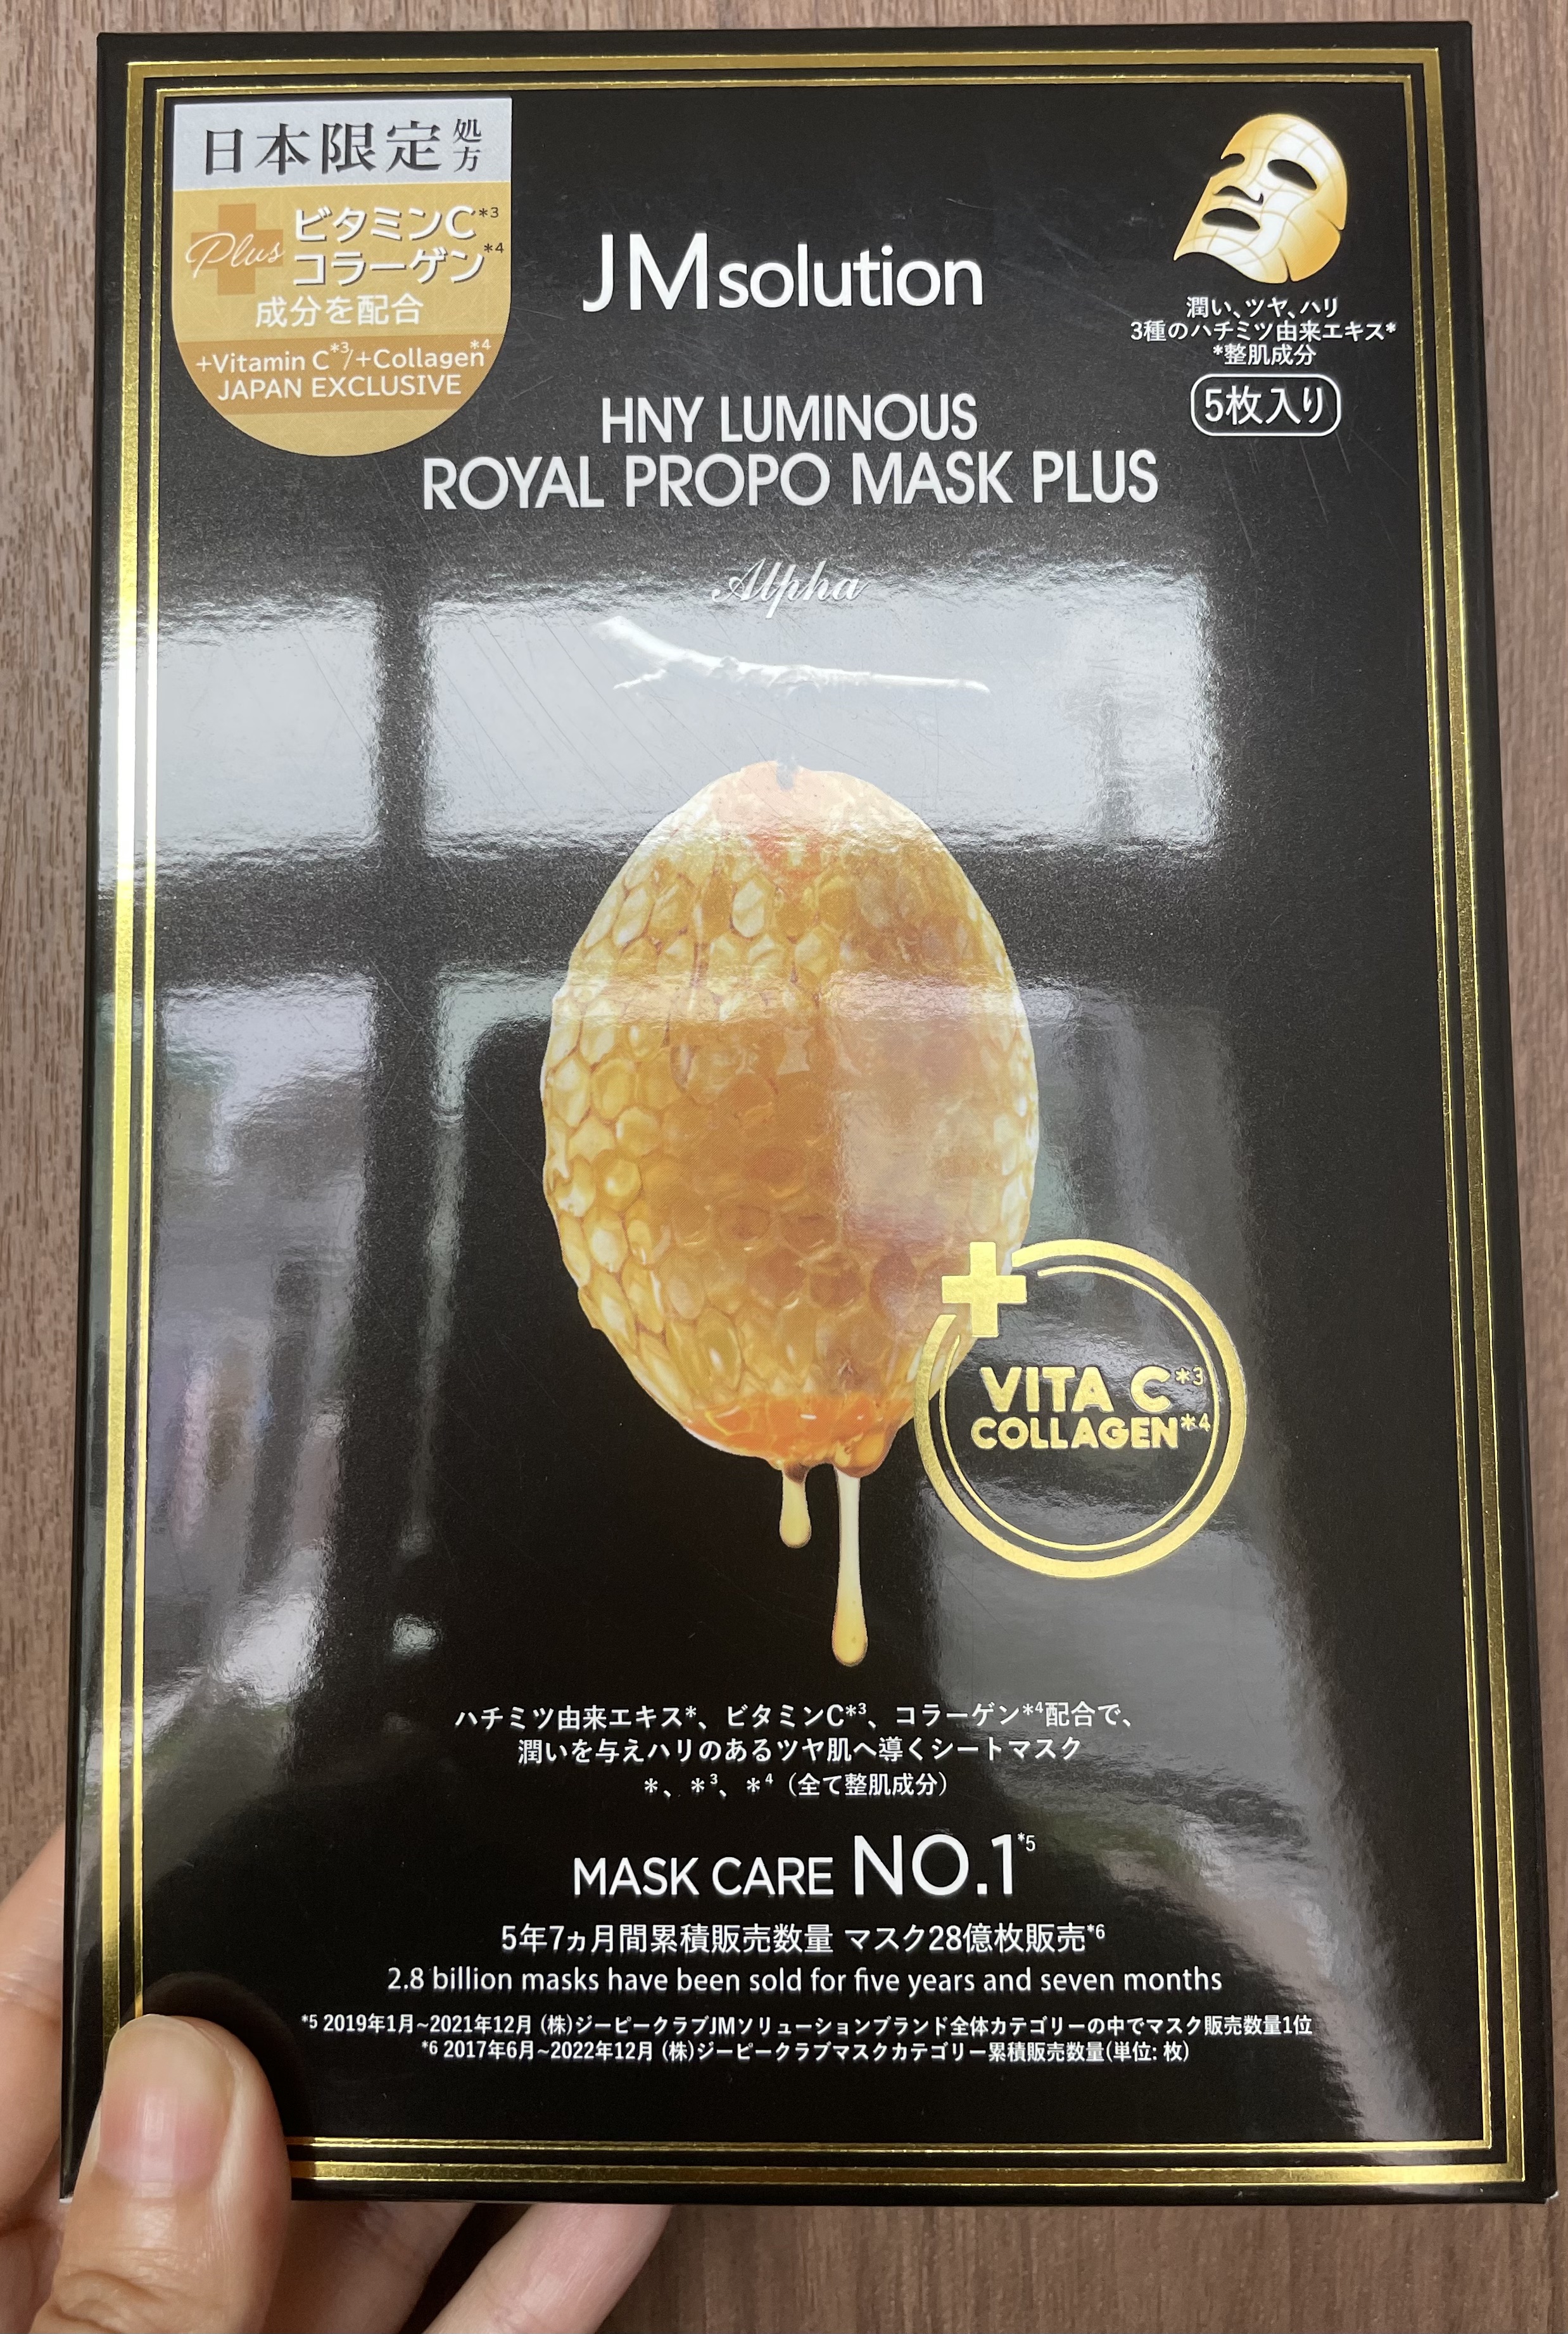 日本限定処方
Plus
ビタミンC*3
コラーゲン*4
成分を配合
+Vitamin C*3/+Collagen*4
JAPAN EXCLUSIVE
潤い、ツヤ、ハリ
3種のハチミツ由来エキス*
*整肌成分
5枚入り
JMsolution
HNY LUMINOUS
ROYAL PROPO MASK PLUS
Alpha
VITA C*3
COLLAGEN*4
ハチミツ由来エキス*、ビタミンC*3、コラーゲン*4配合で、
潤いを与えハリのあるツヤ肌へ導くシートマスク
*、*3、*4（全て整肌成分）
MASK CARE NO.1*5
5年7ヵ月間累積販売数量 マスク28億枚販売*6
2.8 billion masks have been sold for five years and seven months
*5 2019年1月~2021年12月 (株)ジーピークラブJMソリューションブランド全体カテゴリーの中でマスク販売数量1位
*6 2017年6月~2022年12月 (株)ジーピークラブマスクカテゴリー累積販売数量(単位: 枚)